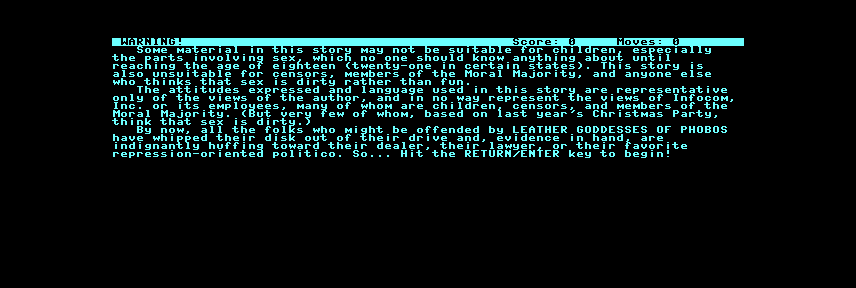 WARNING! Score: 0 Moves: 0
Some material in this story may not be suitable for children, especially
the parts involving sex, which no one should know anything about until
reaching the age of eighteen (twenty-one in certain states). This story is
also unsuitable for censors, members of the Moral Majority, and anyone else
who thinks that sex is dirty rather than fun.
The attitudes expressed and language used in this story are representative
only of the views of the author, and in no way represent the views of Infocom,
Inc. or its employees, many of whom are children, censors, and members of the
Moral Majority. (But very few of whom, based on last year's Christmas Party,
think that sex is dirty.)
By now, all the folks who might be offended by LEATHER GODDESSES OF PHOBOS
have whipped their disk out of their drive and, evidence in hand, are
indignantly huffing toward their dealer, their lawyer, or their favorite
repression-oriented politico. So... Hit the RETURN/ENTER key to begin!